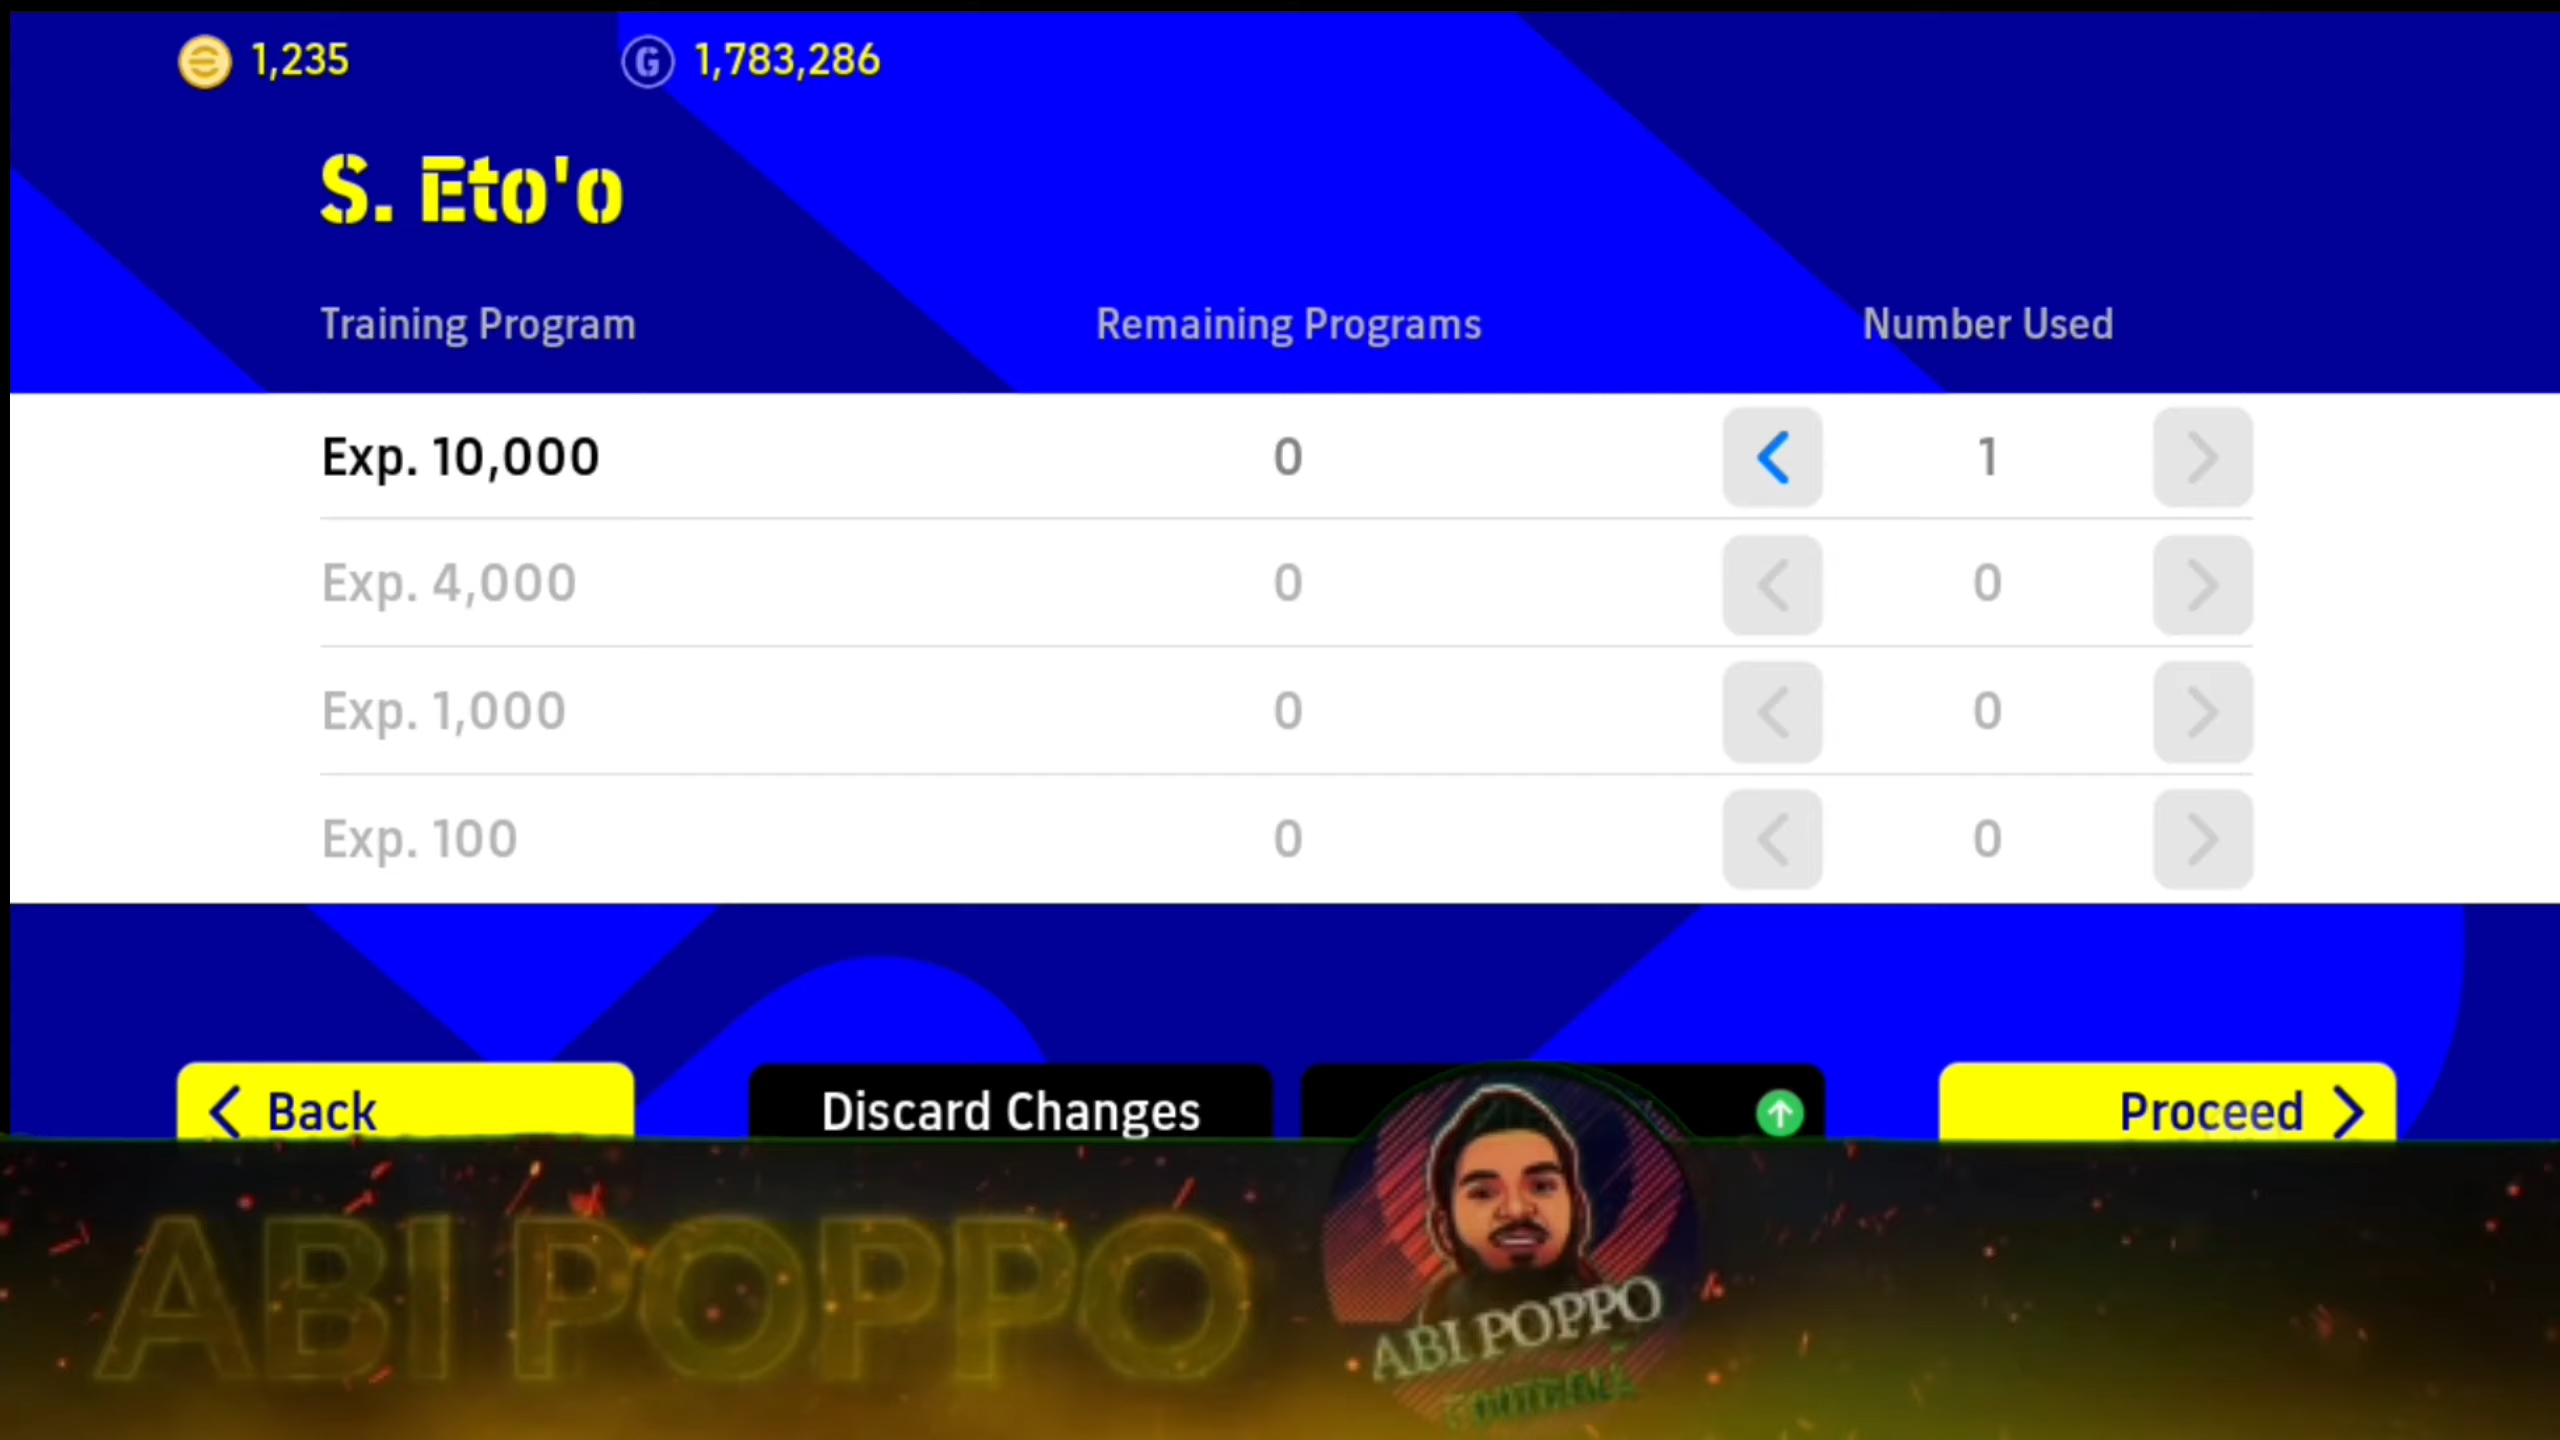 1,235
G 1,783,286
S. Eto'o
Training Program Remaining Programs Number Used
Exp. 10,000 0 1
Exp. 4,000 0 0
Exp. 1,000 0 0
Exp. 100 0 0
Back Discard Changes Proceed
ABI POPPO
ABI POPPO